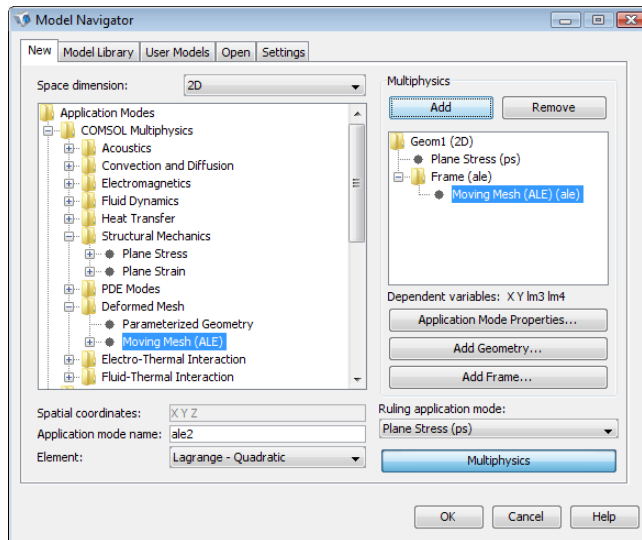 Model Navigator
New Model Library User Models Open Settings
Space dimension: 2D
Application Modes
COMSOL Multiphysics
Acoustics
Convection and Diffusion
Electromagnetics
Fluid Dynamics
Heat Transfer
Structural Mechanics
Plane Stress
Plane Strain
PDE Modes
Deformed Mesh
Parameterized Geometry
Moving Mesh (ALE)
Electro-Thermal Interaction
Fluid-Thermal Interaction
Spatial coordinates: X Y Z
Application mode name: ale2
Element: Lagrange - Quadratic
Multiphysics
Add Remove
Geom1 (2D)
Plane Stress (ps)
Frame (ale)
Moving Mesh (ALE) (ale)
Dependent variables: X Y lm3 lm4
Application Mode Properties...
Add Geometry...
Add Frame...
Ruling application mode:
Plane Stress (ps)
Multiphysics
OK Cancel Help